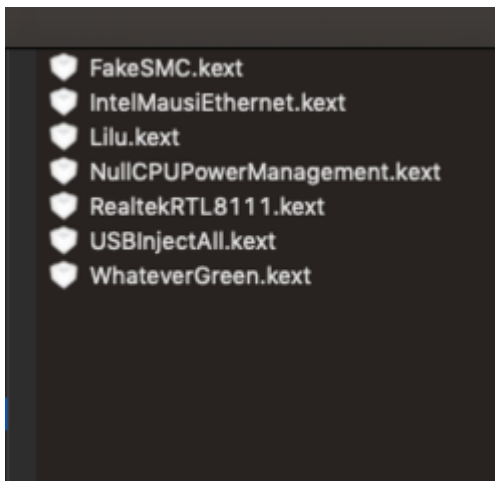 FakeSMC.kext
IntelMausiEthernet.kext
Lilu.kext
NullCPUPowerManagement.kext
RealtekRTL8111.kext
USBInjectAll.kext
WhateverGreen.kext